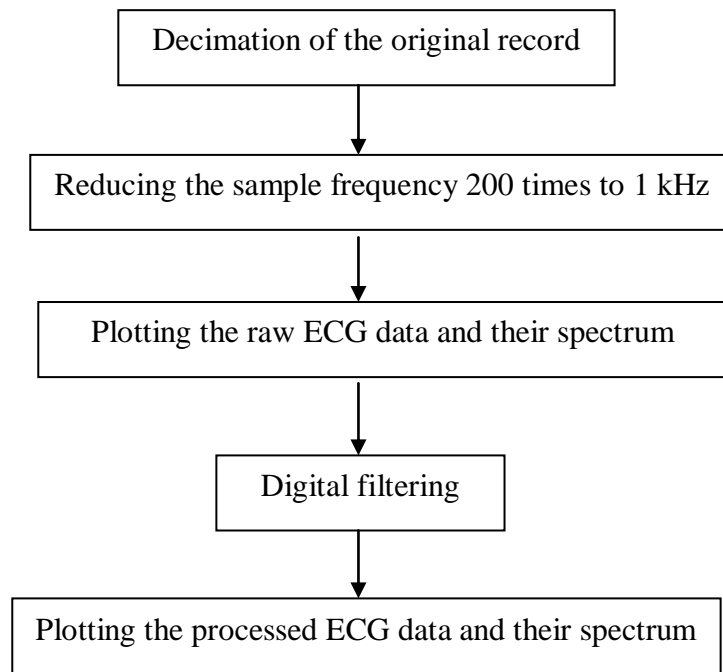 Decimation of the original record
Reducing the sample frequency 200 times to 1 kHz
Plotting the raw ECG data and their spectrum
Digital filtering
Plotting the processed ECG data and their spectrum